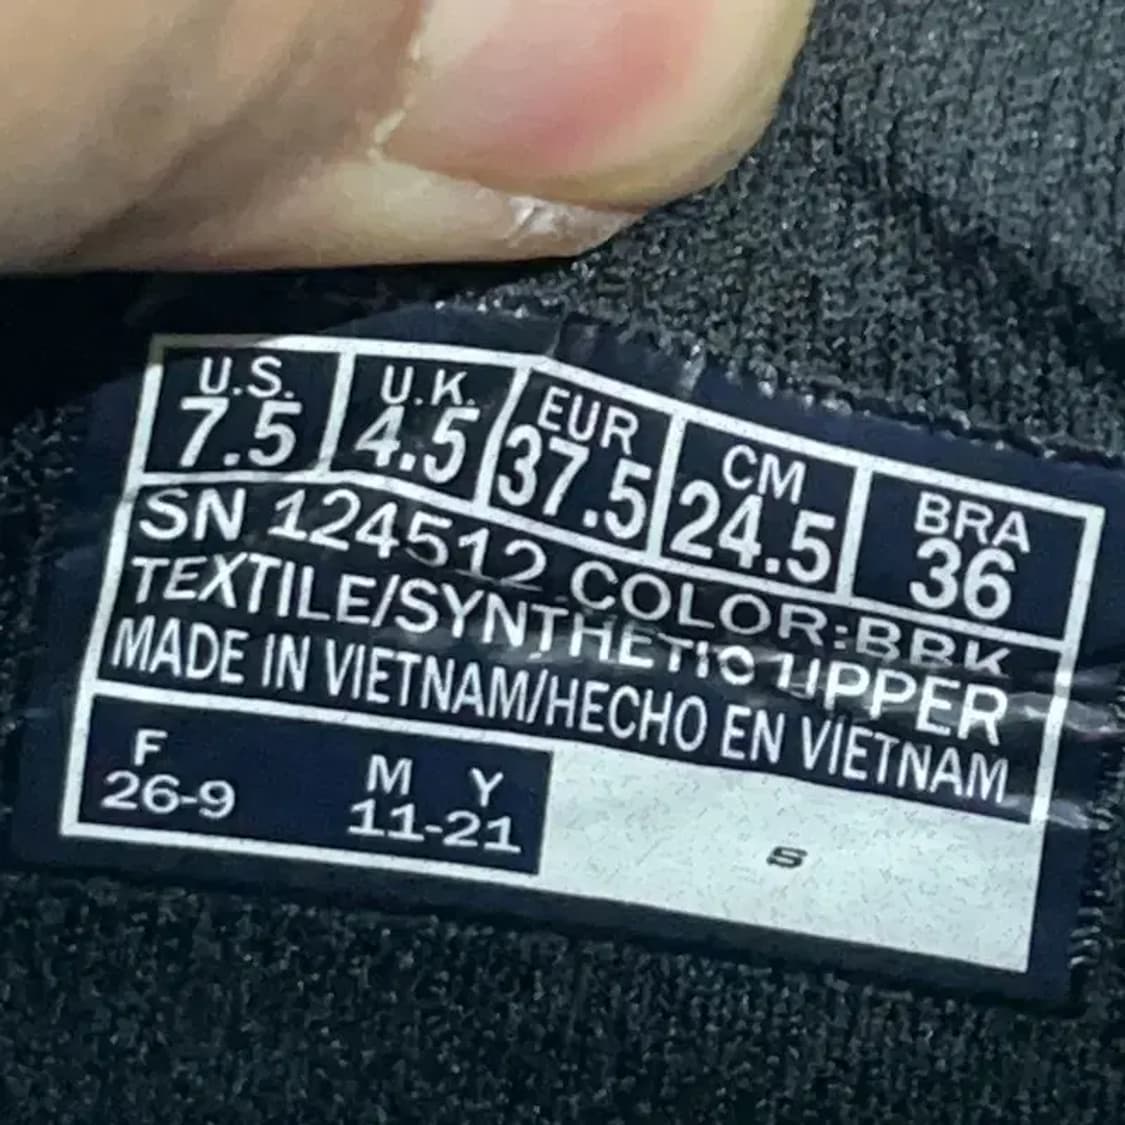 U.S. U.K. EUR CM BRA
7.5 4.5 37.5 24.5 36
SN 124512 COLOR:BBK
TEXTILE/SYNTHETIC UPPER
MADE IN VIETNAM/HECHO EN VIETNAM
F M Y
26-9 11-21
5